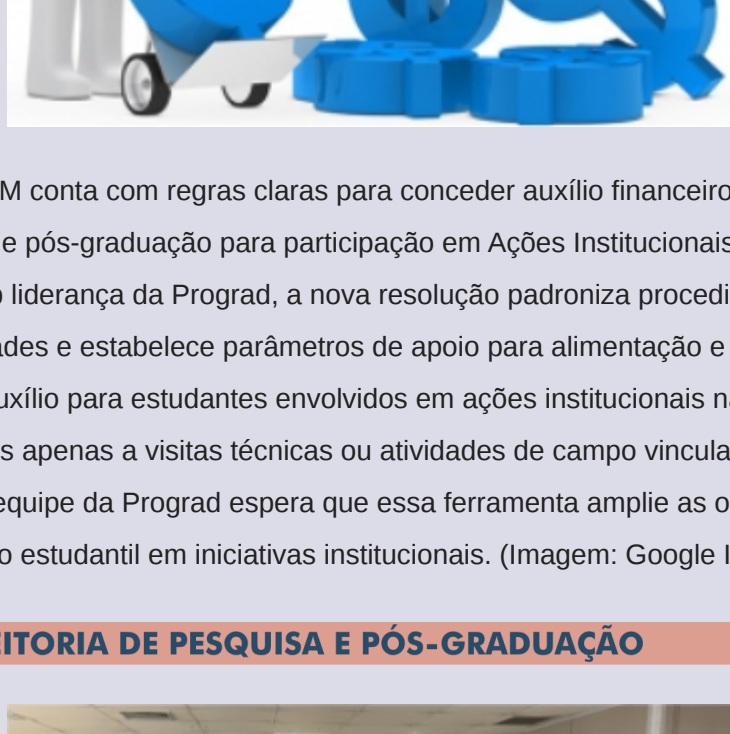 M conta com regras claras para conceder auxílio financeiro
e pós-graduação para participação em Ações Institucionais
liderança da Prograd, a nova resolução padroniza procedi
ades e estabelece parâmetros de apoio para alimentação e
uxílio para estudantes envolvidos em ações institucionais na
s apenas a visitas técnicas ou atividades de campo vincula
equipe da Prograd espera que essa ferramenta amplie as o
o estudantil em iniciativas institucionais. (Imagem: Google I
EITORIA DE PESQUISA E PÓS-GRADUAÇÃO